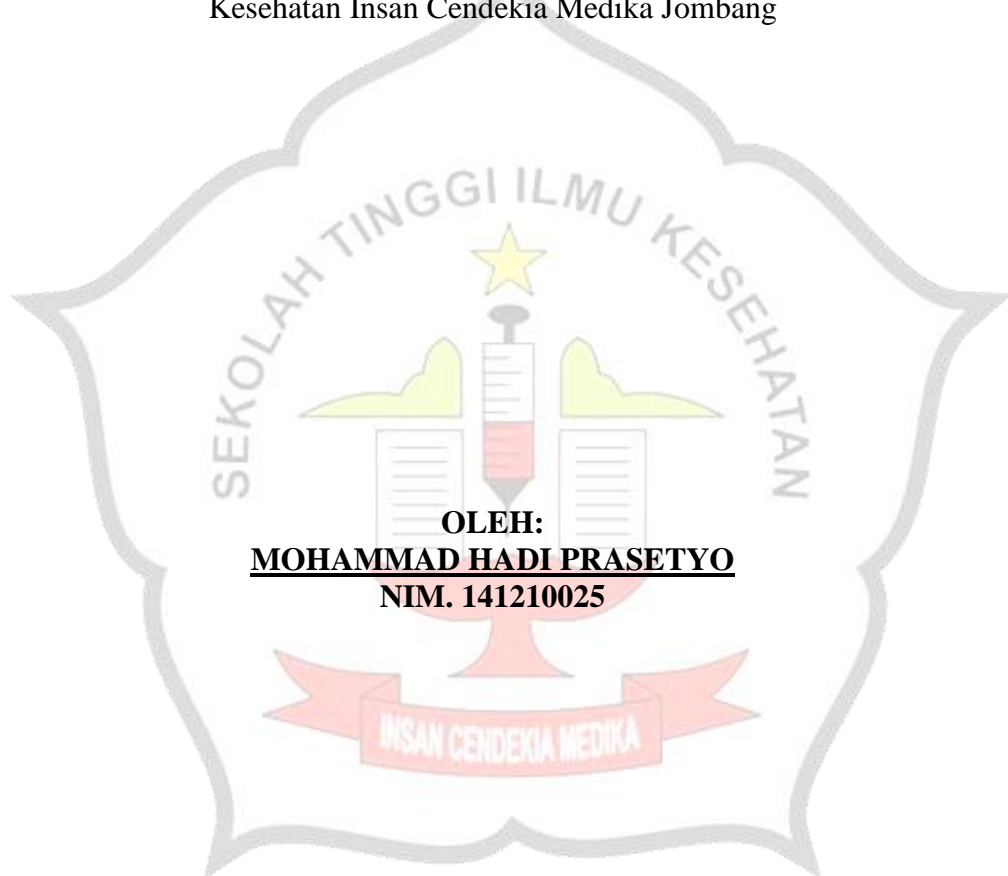 Kesehatan Insan Cendekia Medika Jombang
SEKOLAH TINGGI ILMU KESEHATAN
OLEH:
MOHAMMAD HADI PRASETYO
NIM. 141210025
INSAN CENDEKIA MEDIKA